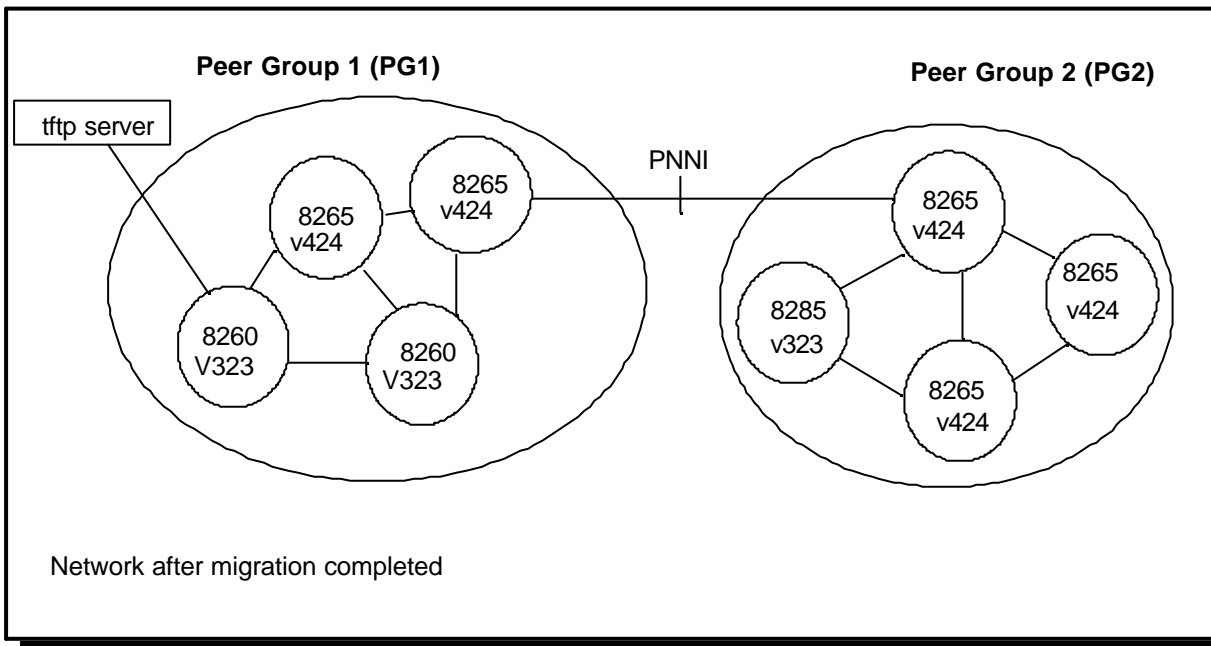 Peer Group 1 (PG1)
Peer Group 2 (PG2)
tftp server
PNNI
8265
v424
8265
v424
8260
V323
8260
V323
8265
v424
8285
v323
8265
v424
8265
v424
Network after migration completed